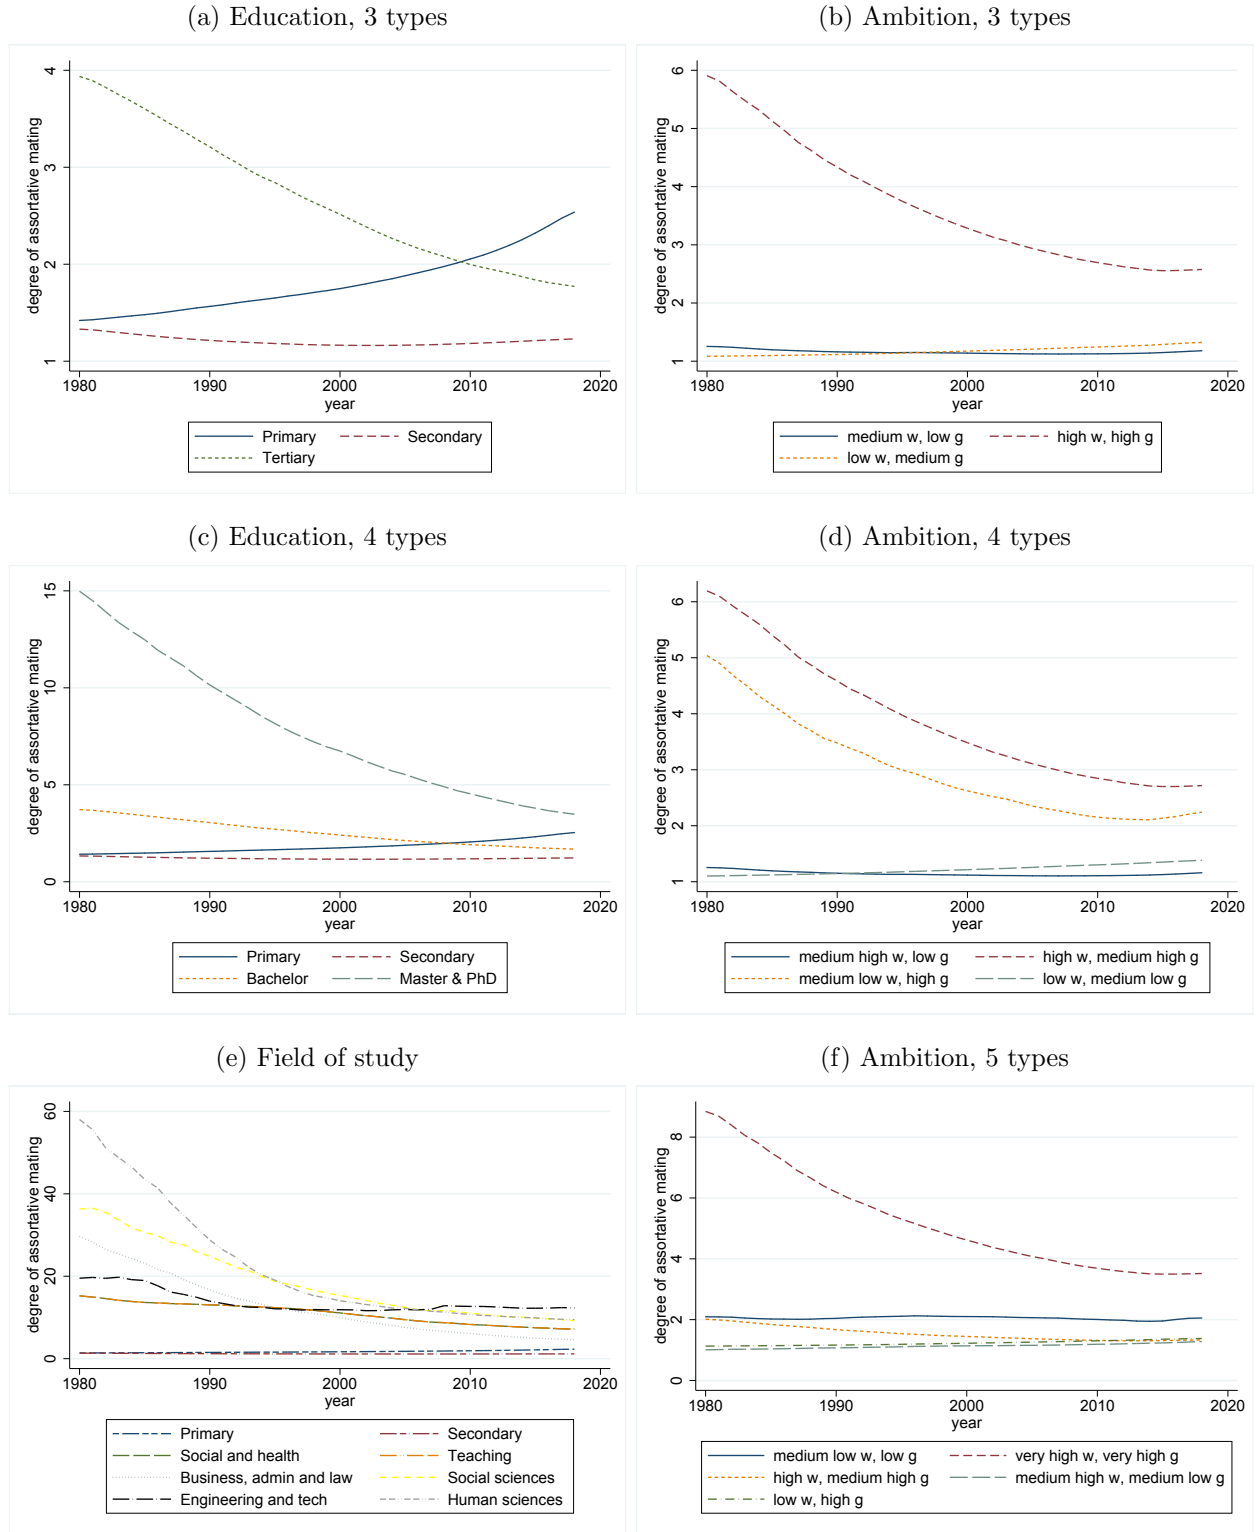 (a) Education, 3 types
degree of assortative mating
4
3
2
1
1980 1990 2000 2010 2020
year
Primary Secondary
Tertiary
(b) Ambition, 3 types
degree of assortative mating
6
5
4
3
2
1
1980 1990 2000 2010 2020
year
medium w, low g high w, high g
low w, medium g
(c) Education, 4 types
degree of assortative mating
15
10
5
0
1980 1990 2000 2010 2020
year
Primary Secondary
Bachelor Master & PhD
(d) Ambition, 4 types
degree of assortative mating
6
5
4
3
2
1
1980 1990 2000 2010 2020
year
medium high w, low g high w, medium high g
medium low w, high g low w, medium low g
(e) Field of study
degree of assortative mating
60
40
20
0
1980 1990 2000 2010 2020
year
Primary Secondary
Social and health Teaching
Business, admin and law Social sciences
Engineering and tech Human sciences
(f) Ambition, 5 types
degree of assortative mating
8
6
4
2
0
1980 1990 2000 2010 2020
year
medium low w, low g very high w, very high g
high w, medium high g medium high w, medium low g
low w, high g